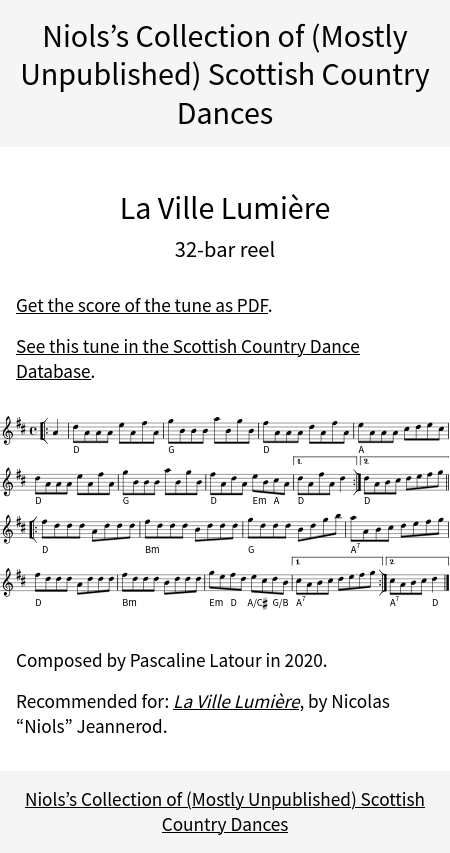 Niols’s Collection of (Mostly
Unpublished) Scottish Country
Dances
La Ville Lumière
32-bar reel
Get the score of the tune as PDF.
See this tune in the Scottish Country Dance
Database.
D G D A
1. 2.
D G D Em A D D
D Bm G A7
1. 2.
D Bm Em D A/C♯ G/B A7 A7 D
Composed by Pascaline Latour in 2020.
Recommended for: La Ville Lumière, by Nicolas
“Niols” Jeannerod.
Niols’s Collection of (Mostly Unpublished) Scottish
Country Dances